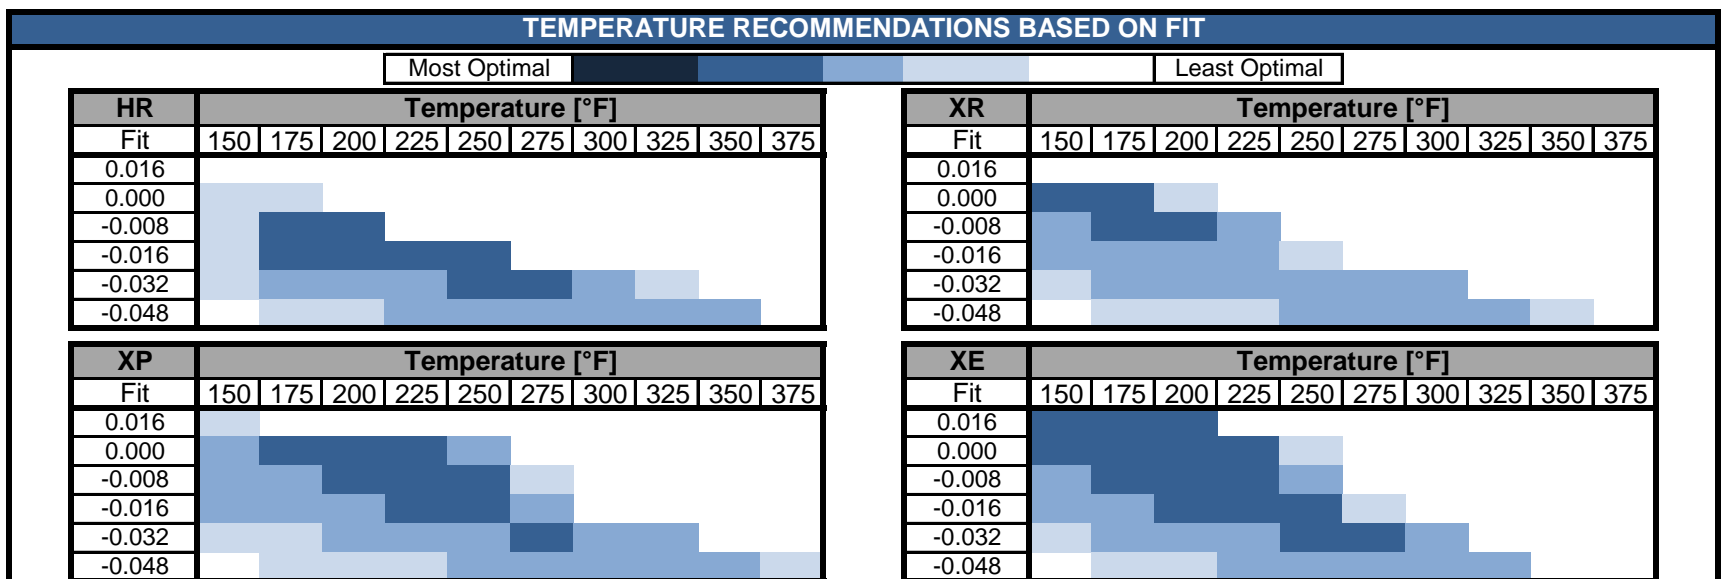 TEMPERATURE RECOMMENDATIONS BASED ON FIT
Most Optimal Least Optimal
HR Temperature [°F]
Fit 150 175 200 225 250 275 300 325 350 375
0.016
0.000
-0.008
-0.016
-0.032
-0.048
XR Temperature [°F]
Fit 150 175 200 225 250 275 300 325 350 375
0.016
0.000
-0.008
-0.016
-0.032
-0.048
XP Temperature [°F]
Fit 150 175 200 225 250 275 300 325 350 375
0.016
0.000
-0.008
-0.016
-0.032
-0.048
XE Temperature [°F]
Fit 150 175 200 225 250 275 300 325 350 375
0.016
0.000
-0.008
-0.016
-0.032
-0.048